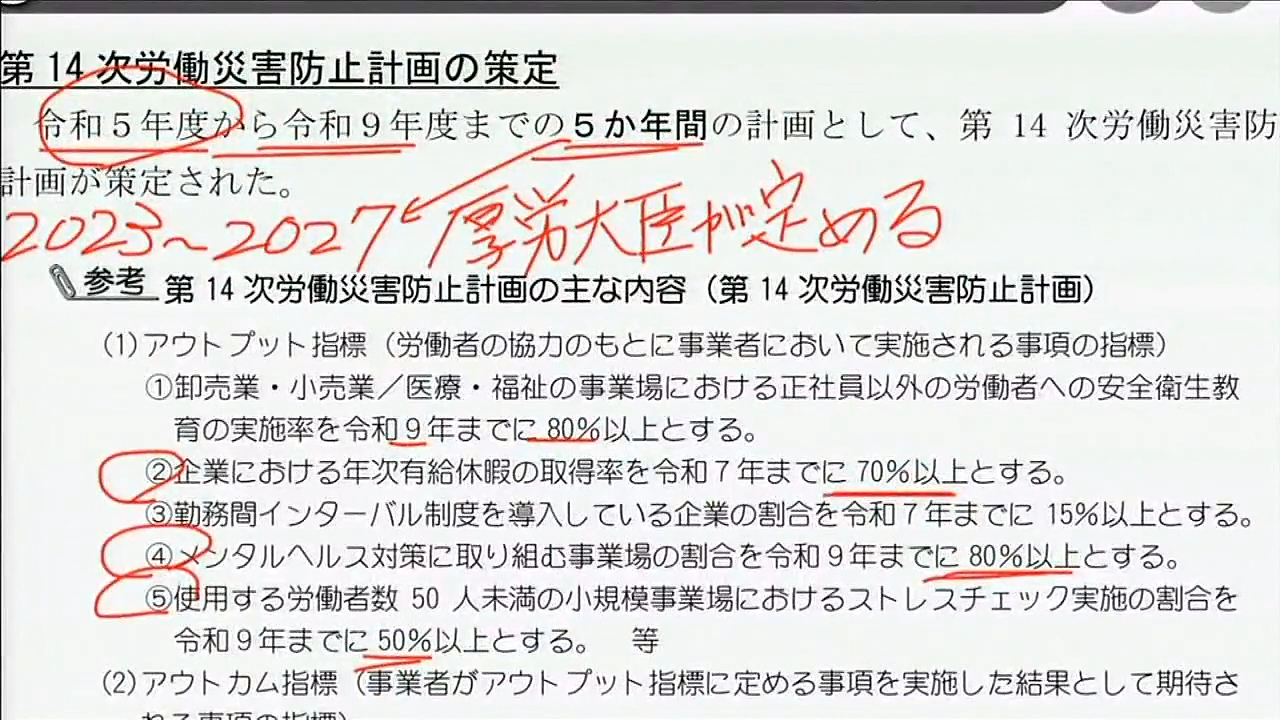 第14次労働災害防止計画の策定
令和５年度から令和９年度までの５か年間の計画として、第 14 次労働災害防
計画が策定された。
2023～2027 厚労大臣が定める
参考 第14次労働災害防止計画の主な内容（第14次労働災害防止計画）
(1)アウトプット指標（労働者の協力のもとに事業者において実施される事項の指標）
①卸売業・小売業／医療・福祉の事業場における正社員以外の労働者への安全衛生教
育の実施率を令和９年までに 80％以上とする。
②企業における年次有給休暇の取得率を令和７年までに 70％以上とする。
③勤務間インターバル制度を導入している企業の割合を令和７年までに 15％以上とする。
④メンタルヘルス対策に取り組む事業場の割合を令和９年までに 80％以上とする。
⑤使用する労働者数 50 人未満の小規模事業場におけるストレスチェック実施の割合を
令和９年までに 50％以上とする。 等
(2)アウトカム指標（事業者がアウトプット指標に定める事項を実施した結果として期待さ
れる事項の指標）